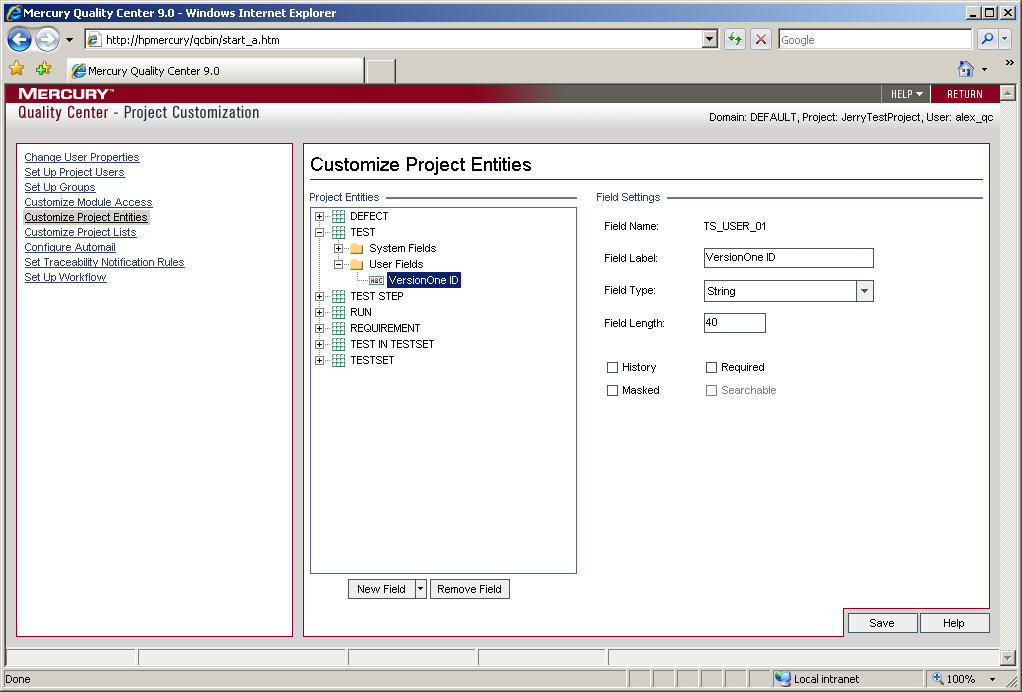 Mercury Quality Center 9.0 - Windows Internet Explorer
http://hpmercury/qcbin/start_a.htm
Google
Mercury Quality Center 9.0
MERCURY™
HELP
RETURN
Quality Center - Project Customization
Domain: DEFAULT, Project: JerryTestProject, User: alex_qc
Change User Properties
Set Up Project Users
Set Up Groups
Customize Module Access
Customize Project Entities
Customize Project Lists
Configure Automail
Set Traceability Notification Rules
Set Up Workflow
Customize Project Entities
Project Entities
DEFECT
TEST
System Fields
User Fields
ABC VersionOne ID
TEST STEP
RUN
REQUIREMENT
TEST IN TESTSET
TESTSET
New Field
Remove Field
Field Settings
Field Name: TS_USER_01
Field Label: VersionOne ID
Field Type: String
Field Length: 40
History Required
Masked Searchable
Save Help
Done
Local intranet
100%